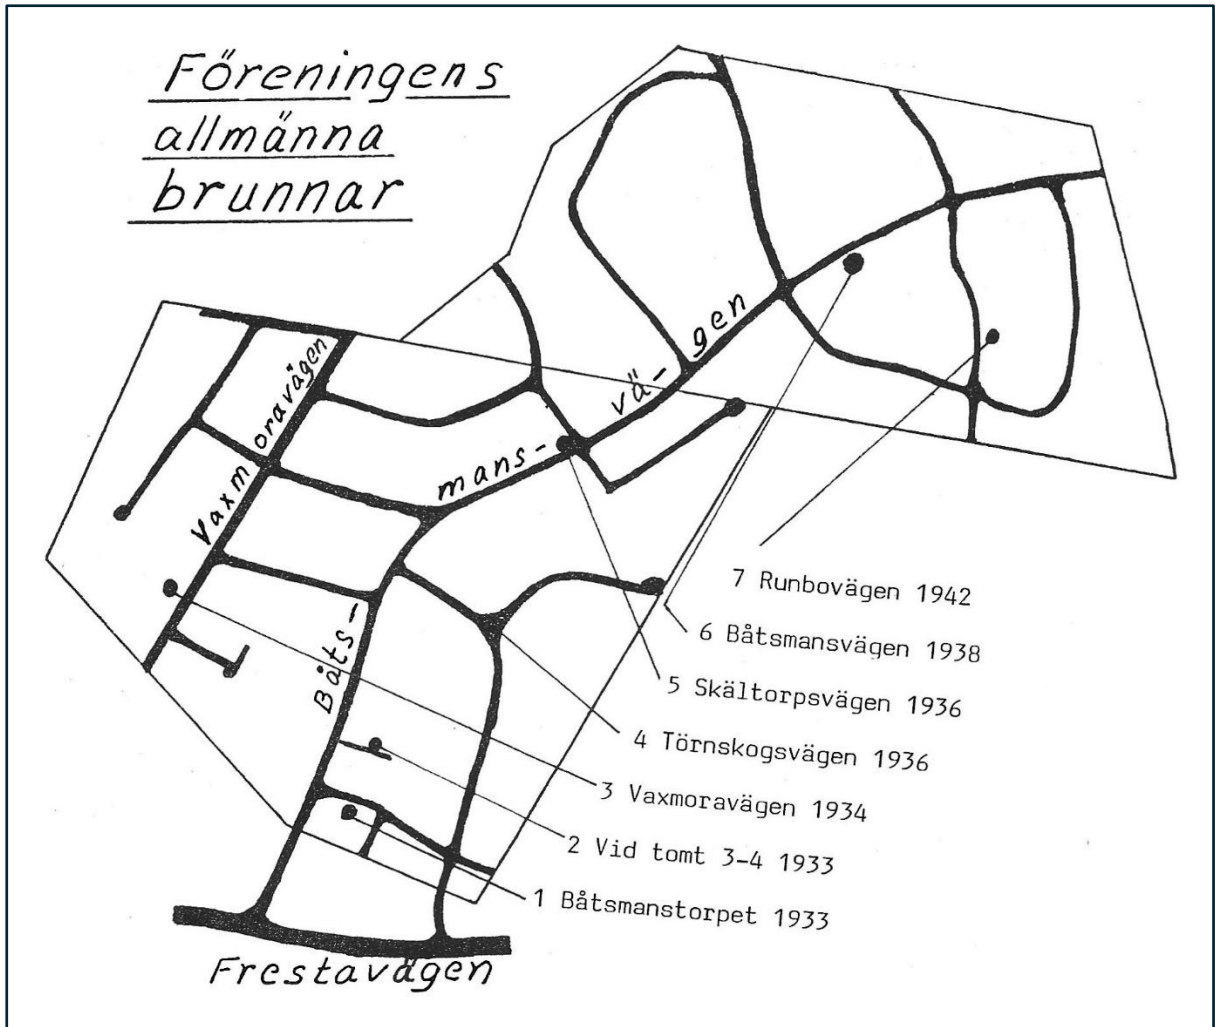 Föreningens
allmänna
brunnar
Vaxmoravägen
Båts-
mans-
vä-
gen
7 Runbovägen 1942
6 Båtsmansvägen 1938
5 Skältorpsvägen 1936
4 Törnskogsvägen 1936
3 Vaxmoravägen 1934
2 Vid tomt 3-4 1933
1 Båtsmanstorpet 1933
Frestavägen